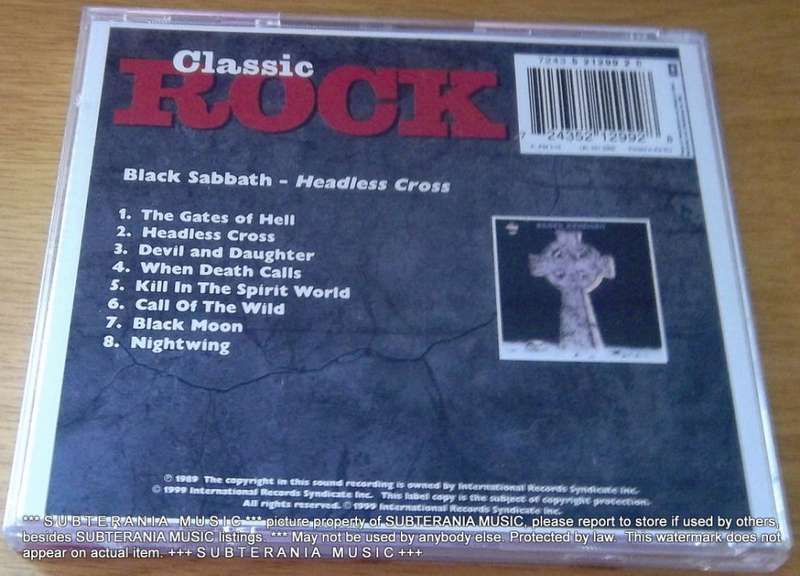 Classic
ROCK
7243 5 21299 2 8
7 24352 12992 8
Black Sabbath - Headless Cross
1. The Gates of Hell
2. Headless Cross
3. Devil and Daughter
4. When Death Calls
5. Kill In The Spirit World
6. Call Of The Wild
7. Black Moon
8. Nightwing
BLACK SABBATH
℗ 1989 The copyright in this sound recording is owned by International Records Syndicate Inc.
© 1999 International Records Syndicate Inc. This label copy is the subject of copyright protection.
All rights reserved. © 1999 International Records Syndicate Inc.
*** S U B T E R A N I A M U S I C *** picture property of SUBTERANIA MUSIC, please report to store if used by others,
besides SUBTERANIA MUSIC listings. *** May not be used by anybody else. Protected by law. This watermark does not
appear on actual item. +++ S U B T E R A N I A M U S I C +++